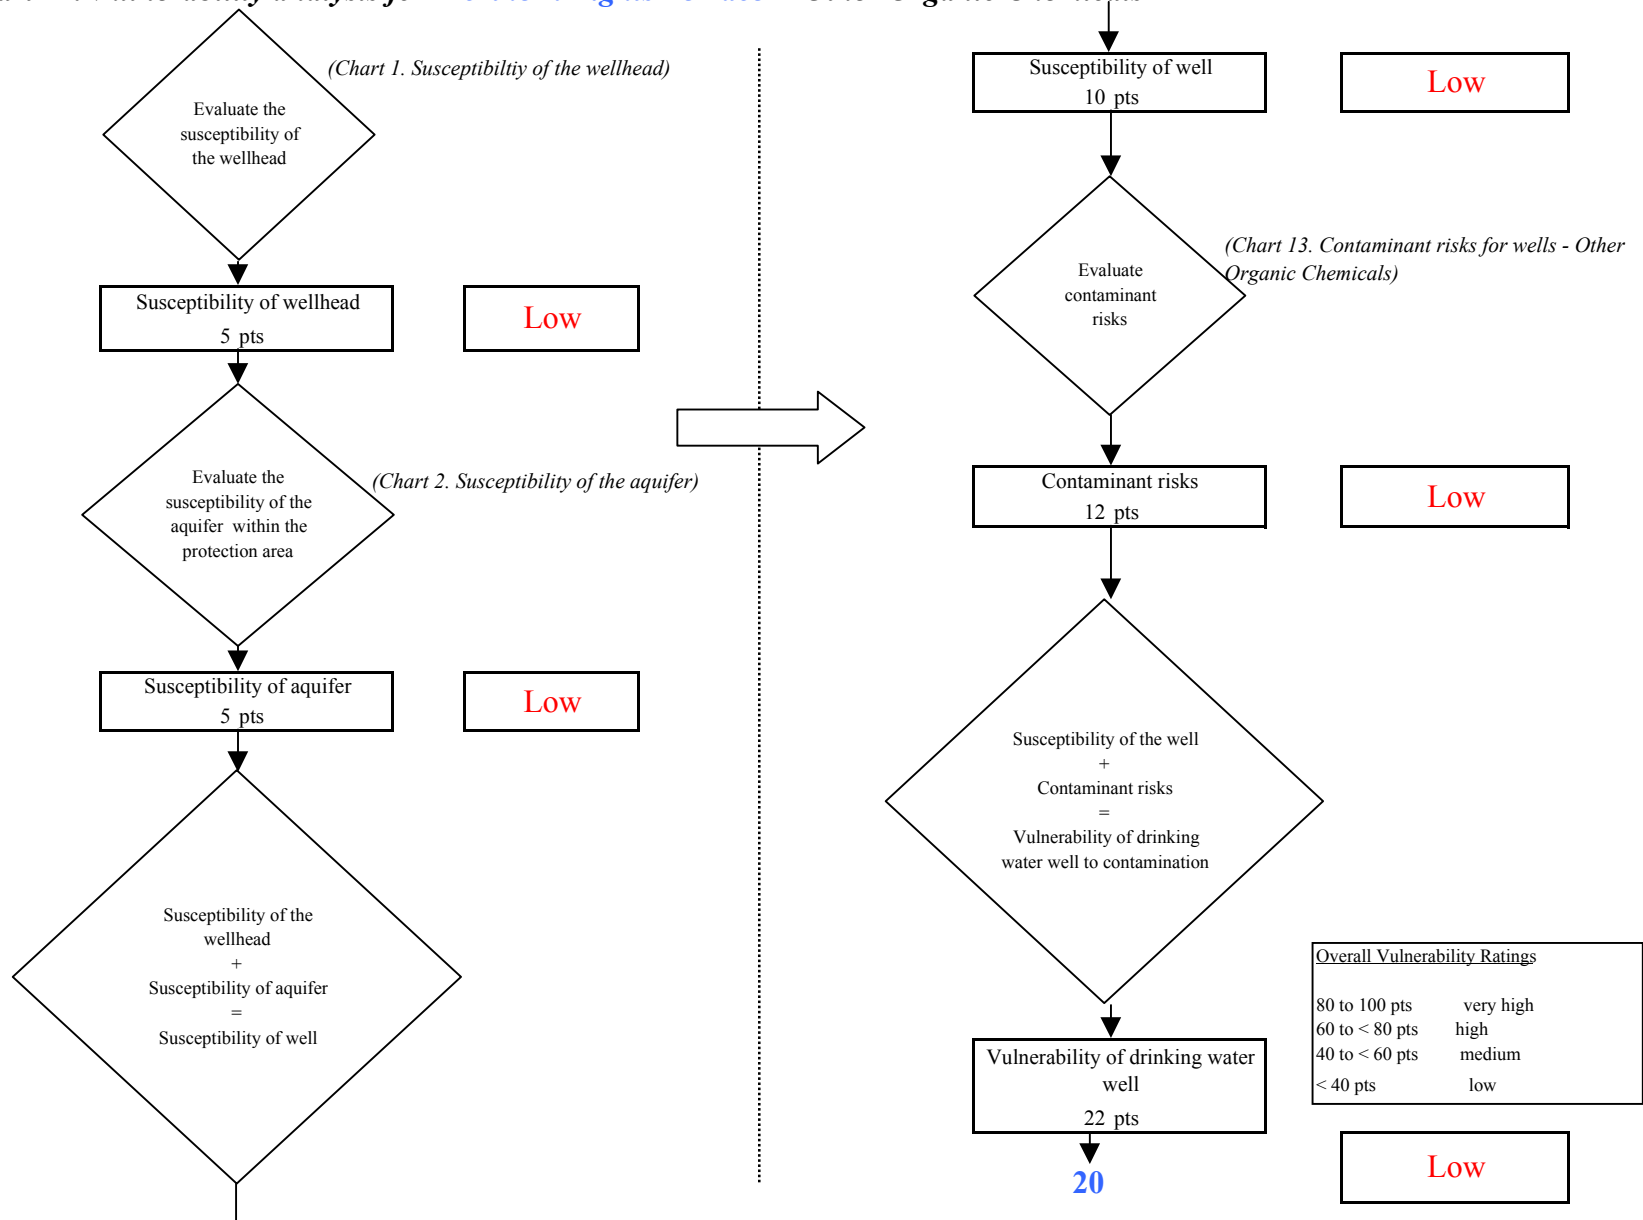 (Chart 1. Susceptibiltiy of the wellhead)
Evaluate the
susceptibility of
the wellhead
Susceptibility of wellhead
5 pts
Low
Evaluate the
susceptibility of the
aquifer within the
protection area
(Chart 2. Susceptibility of the aquifer)
Susceptibility of aquifer
5 pts
Low
Susceptibility of the
wellhead
+
Susceptibility of aquifer
=
Susceptibility of well
Susceptibility of well
10 pts
Low
Evaluate
contaminant
risks
(Chart 13. Contaminant risks for wells - Other
Organic Chemicals)
Contaminant risks
12 pts
Low
Susceptibility of the well
+
Contaminant risks
=
Vulnerability of drinking
water well to contamination
Overall Vulnerability Ratings
80 to 100 pts very high
60 to < 80 pts high
40 to < 60 pts medium
< 40 pts low
Vulnerability of drinking water
well
22 pts
20
Low